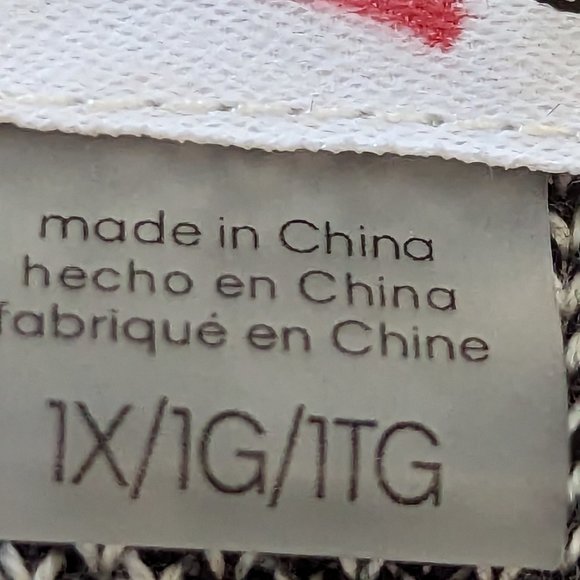 made in China
hecho en China
fabriqué en Chine
1X/1G/1TG